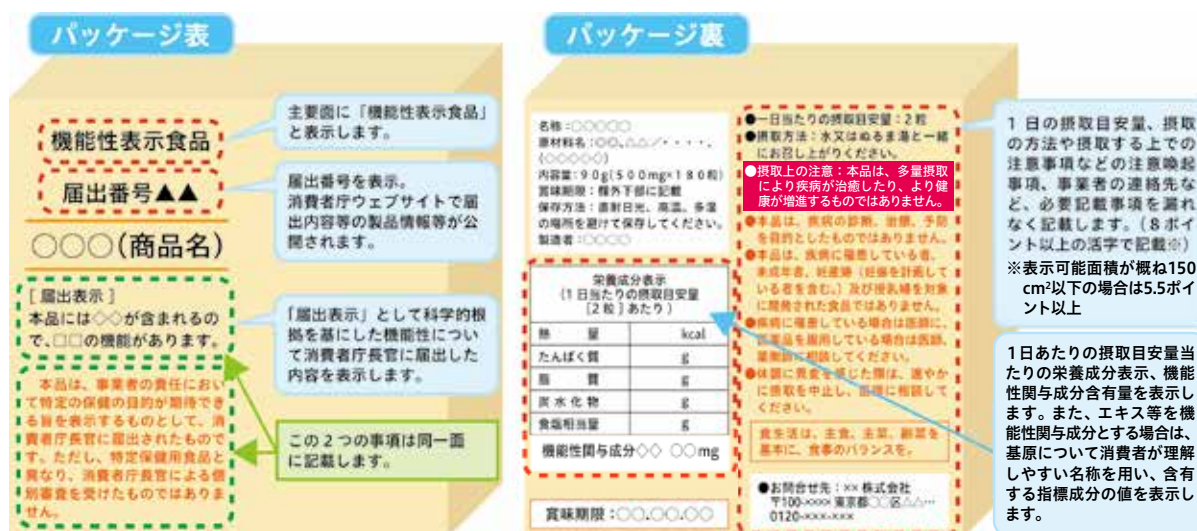 パッケージ表
機能性表示食品
届出番号▲▲
○○○(商品名)
[ 届出表示 ]
本品には◇◇が含まれるの
で、□□の機能があります。
本品は、事業者の責任におい
て特定の保健の目的が期待でき
る旨を表示するものとして、消
費者庁長官に届出されたもので
す。ただし、特定保健用食品と
異なり、消費者庁長官による個
別審査を受けたものではありま
せん。
主要面に「機能性表示食品」
と表示します。
届出番号を表示。
消費者庁ウェブサイトで届
出内容等の製品情報等が公
開されます。
「届出表示」として科学的根
拠を基にした機能性につい
て消費者庁長官に届出した
内容を表示します。
この 2 つの事項は同一面
に記載します。
パッケージ裏
名称:○○○○○
原材料名:○○、△△/・・・・、
(○○○○○)
内容量:90g(500mg×180粒)
賞味期限:欄外下部に記載
保存方法:直射日光、高温、多湿
の場所を避けて保存してください。
製造者:○○○○
栄養成分表示
(1 日当たりの摂取目安量
[2 粒 ] あたり )
熱 量 kcal
たんぱく質 g
脂 質 g
炭水化物 g
食塩相当量 g
機能性関与成分◇◇ ○○mg
賞味期限:○○.○○.○○
●一日当たりの摂取目安量:2 粒
●摂取方法:水又はぬるま湯と一緒
にお召し上がりください。
●摂取上の注意:本品は、多量摂取
により疾病が治癒したり、より健
康が増進するものではありません。
●本品は、疾病の診断、治療、予防
を目的としたものではありません。
●本品は、疾病に罹患している者、
未成年者、妊産婦(妊娠を計画して
いる者を含む。)及び授乳婦を対象
に開発された食品ではありません。
●疾病に罹患している場合は医師に、
医薬品を服用している場合は医師、
薬剤師に相談してください。
●体調に異変を感じた際は、速やか
に摂取を中止し、医師に相談して
ください。
食生活は、主食、主菜、副菜を
基本に、食事のバランスを。
●お問合せ先:×× 株式会社
〒100-×××× 東京都○○区△△…
0120-×××-×××
1 日の摂取目安量、摂取
の方法や摂取する上での
注意事項などの注意喚起
事項、事業者の連絡先な
ど、必要記載事項を漏れ
なく記載します。(8 ポイ
ント以上の活字で記載※)
※表示可能面積が概ね150
cm²以下の場合は5.5ポイ
ント以上
1日あたりの摂取目安量当
たりの栄養成分表示、機能
性関与成分含有量を表示し
ます。また、エキス等を機
能性関与成分とする場合は、
基原について消費者が理解
しやすい名称を用い、含有
する指標成分の値を表示し
ます。